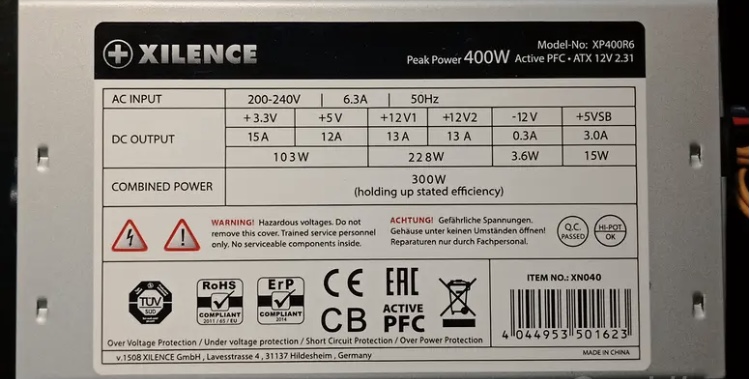 XILENCE
Model-No: XP400R6
Peak Power 400W Active PFC • ATX 12V 2.31
AC INPUT 200-240V 6.3A 50Hz
DC OUTPUT
+3.3V +5V +12V1 +12V2 -12V +5VSB
15A 12A 13A 13A 0.3A 3.0A
103W 228W 3.6W 15W
COMBINED POWER
300W
(holding up stated efficiency)
WARNING! Hazardous voltages. Do not
remove this cover. Trained service personnel
only. No serviceable components inside.
ACHTUNG! Gefährliche Spannungen.
Gehäuse unter keinen Umständen öffnen!
Reparaturen nur durch Fachpersonal.
Q.C.
PASSED
HI-POT
OK
TÜV
SÜD
RoHS
COMPLIANT
2011/65/EU
ErP
COMPLIANT
2014
CE
CB
EAC
ACTIVE
PFC
ITEM NO.: XN040
4 044953 501623
Over Voltage Protection / Under voltage protection / Short Circuit Protection / Over Power Protection
v.1508 XILENCE GmbH , Lavesstrasse 4 , 31137 Hildesheim , Germany
MADE IN CHINA